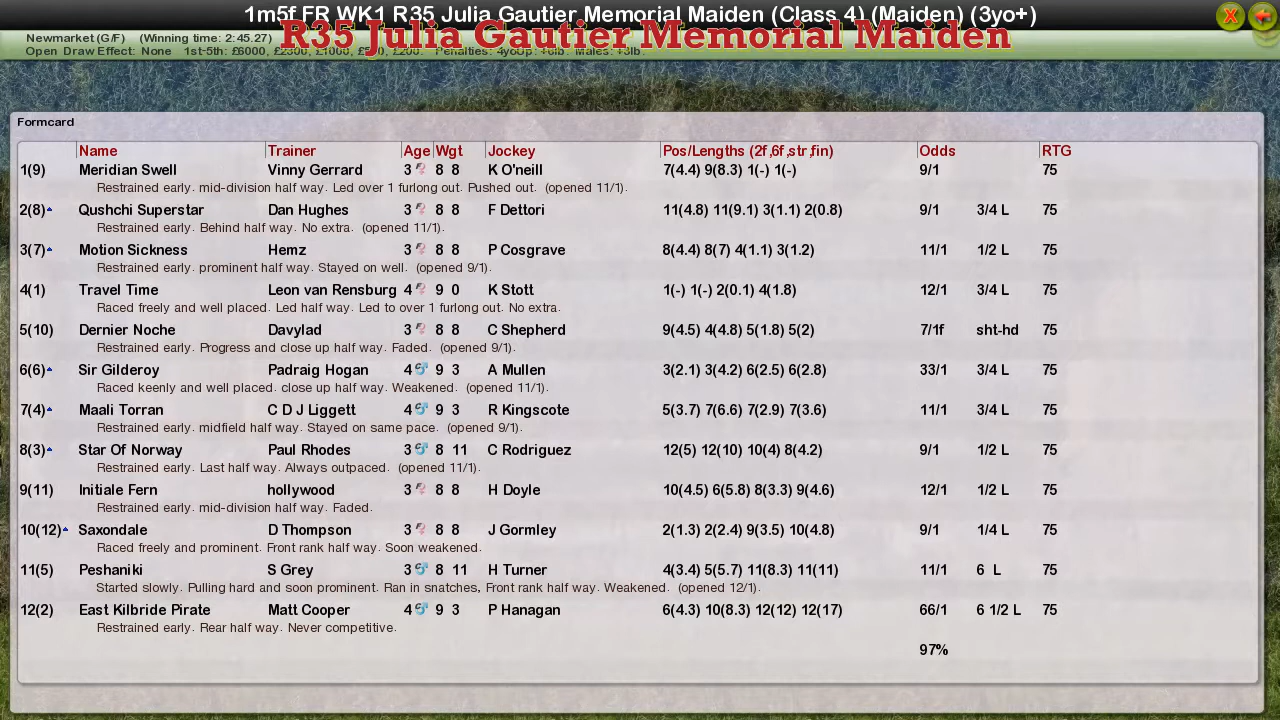 1m5f FR WK1 R35 Julia Gautier Memorial Maiden (Class 4) (Maiden) (3yo+)
R35 Julia Gautier Memorial Maiden
Newmarket (G/F) (Winning time: 2:45.27)
Open Draw Effect: None 1st-5th: £6000, £2300, £1000, £200. Penalties: 4yoUp: +6lb. Males: +3lb.
Formcard
Name Trainer Age Wgt Jockey Pos/Lengths (2f,6f,str,fin) Odds RTG
1(9) Meridian Swell Vinny Gerrard 3 8 8 K O'neill 7(4.4) 9(8.3) 1(-) 1(-) 9/1 75
Restrained early. mid-division half way. Led over 1 furlong out. Pushed out. (opened 11/1).
2(8) Qushchi Superstar Dan Hughes 3 8 8 F Dettori 11(4.8) 11(9.1) 3(1.1) 2(0.8) 9/1 3/4 L 75
Restrained early. Behind half way. No extra. (opened 11/1).
3(7) Motion Sickness Hemz 3 8 8 P Cosgrave 8(4.4) 8(7) 4(1.1) 3(1.2) 11/1 1/2 L 75
Restrained early. prominent half way. Stayed on well. (opened 9/1).
4(1) Travel Time Leon van Rensburg 4 9 0 K Stott 1(-) 1(-) 2(0.1) 4(1.8) 12/1 3/4 L 75
Raced freely and well placed. Led half way. Led to over 1 furlong out. No extra.
5(10) Dernier Noche Davylad 3 8 8 C Shepherd 9(4.5) 4(4.8) 5(1.8) 5(2) 7/1f sht-hd 75
Restrained early. Progress and close up half way. Faded. (opened 9/1).
6(6) Sir Gilderoy Padraig Hogan 4 9 3 A Mullen 3(2.1) 3(4.2) 6(2.5) 6(2.8) 33/1 3/4 L 75
Raced keenly and well placed. close up half way. Weakened. (opened 11/1).
7(4) Maali Torran C D J Liggett 4 9 3 R Kingscote 5(3.7) 7(6.6) 7(2.9) 7(3.6) 11/1 3/4 L 75
Restrained early. midfield half way. Stayed on same pace. (opened 9/1).
8(3) Star Of Norway Paul Rhodes 3 8 11 C Rodriguez 12(5) 12(10) 10(4) 8(4.2) 9/1 1/2 L 75
Restrained early. Last half way. Always outpaced. (opened 11/1).
9(11) Initiale Fern hollywood 3 8 8 H Doyle 10(4.5) 6(5.8) 8(3.3) 9(4.6) 12/1 1/2 L 75
Restrained early. mid-division half way. Faded.
10(12) Saxondale D Thompson 3 8 8 J Gormley 2(1.3) 2(2.4) 9(3.5) 10(4.8) 9/1 1/4 L 75
Raced freely and prominent. Front rank half way. Soon weakened.
11(5) Peshaniki S Grey 3 8 11 H Turner 4(3.4) 5(5.7) 11(8.3) 11(11) 11/1 6 L 75
Started slowly. Pulling hard and soon prominent. Ran in snatches, Front rank half way. Weakened. (opened 12/1).
12(2) East Kilbride Pirate Matt Cooper 4 9 3 P Hanagan 6(4.3) 10(8.3) 12(12) 12(17) 66/1 6 1/2 L 75
Restrained early. Rear half way. Never competitive.
97%